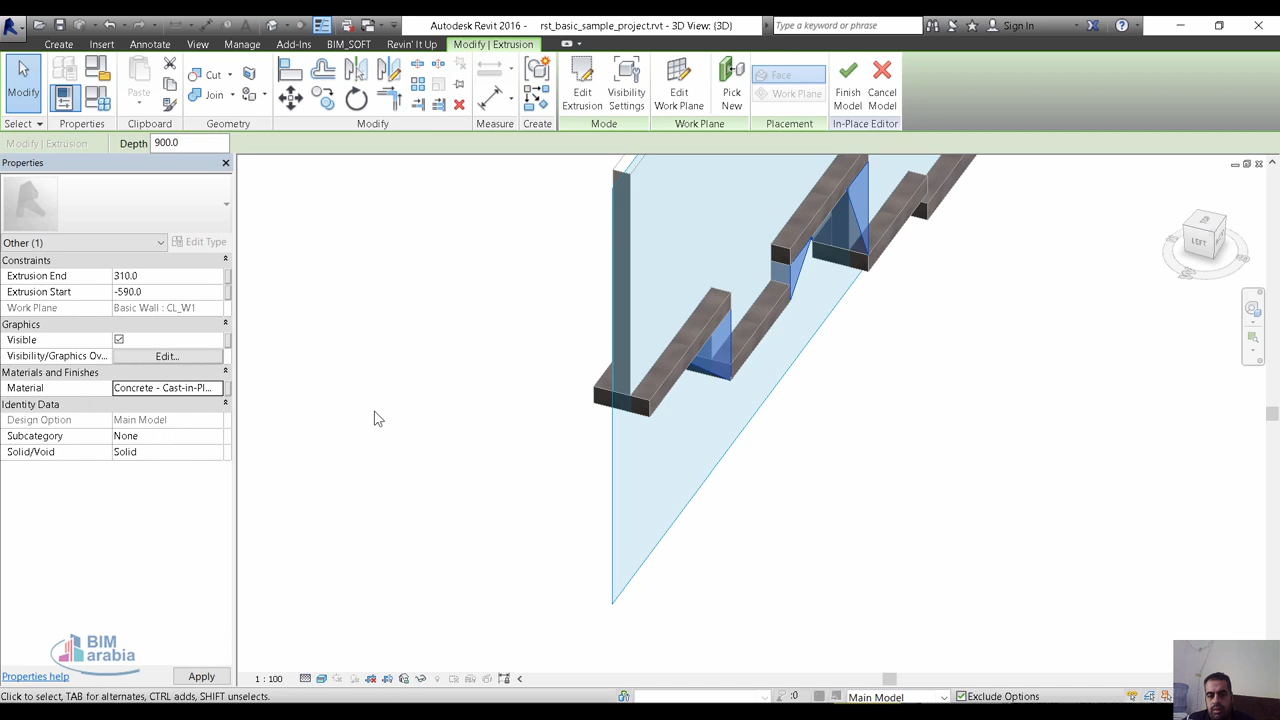 Autodesk Revit 2016 - rst_basic_sample_project.rvt - 3D View: {3D}
Type a keyword or phrase
Sign In
Create Insert Annotate View Manage Add-Ins BIM_SOFT Revin' It Up Modify | Extrusion
Modify
Paste
Cut
Join
Edit Extrusion
Visibility Settings
Edit Work Plane
Pick New
Face
Work Plane
Finish Model
Cancel Model
Select Properties Clipboard Geometry Modify Measure Create Mode Work Plane Placement In-Place Editor
Modify | Extrusion Depth 900.0
Properties
Other (1) Edit Type
Constraints
Extrusion End 310.0
Extrusion Start -590.0
Work Plane Basic Wall : CL_W1
Graphics
Visible
Visibility/Graphics Ov... Edit...
Materials and Finishes
Material Concrete - Cast-in-Pl...
Identity Data
Design Option Main Model
Subcategory None
Solid/Void Solid
LEFT
BIM
arabia
Properties help Apply
1 : 100
Click to select, TAB for alternates, CTRL adds, SHIFT unselects.
:0 Main Model Exclude Options